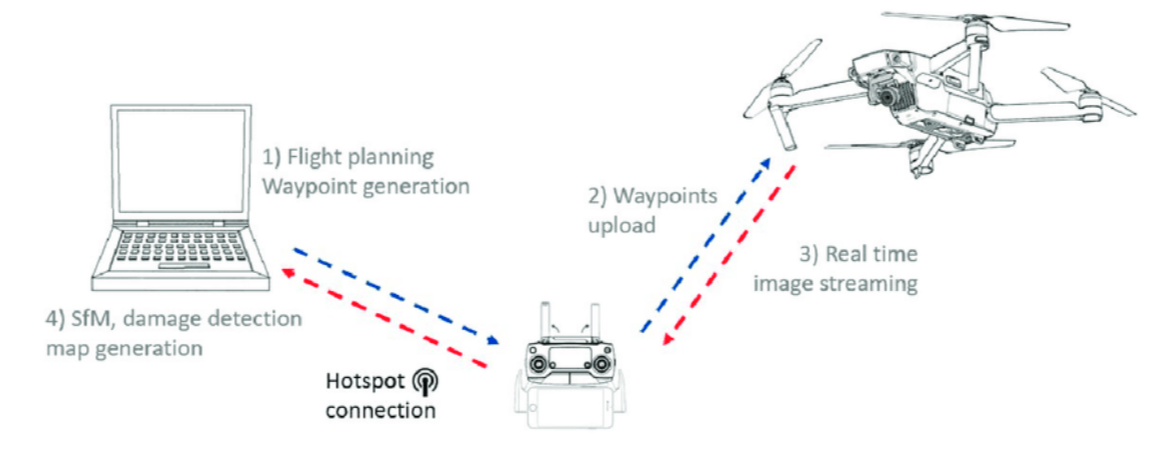 1) Flight planning
Waypoint generation
2) Waypoints
upload
3) Real time
image streaming
4) SfM, damage detection
map generation
Hotspot
connection